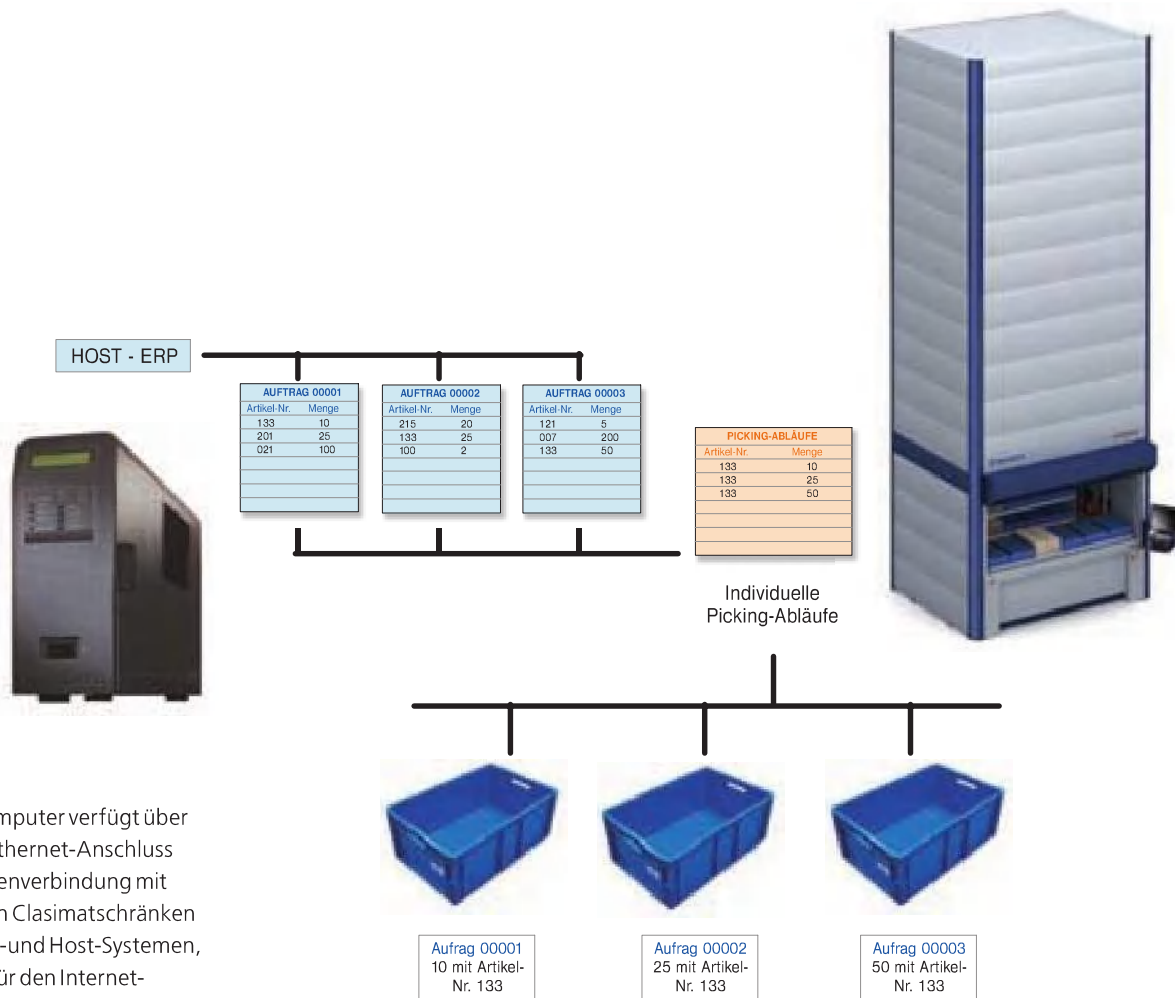 HOST - ERP
AUFTRAG 00001
Artikel-Nr. Menge
133 10
201 25
021 100
AUFTRAG 00002
Artikel-Nr. Menge
215 20
133 25
100 2
AUFTRAG 00003
Artikel-Nr. Menge
121 5
007 200
133 50
PICKING-ABLÄUFE
Artikel-Nr. Menge
133 10
133 25
133 50
Individuelle
Picking-Abläufe
mputer verfügt über
thernet-Anschluss
enverbindung mit
n Clasimatschränken
-und Host-Systemen,
ür den Internet-
Aufrag 00001
10 mit Artikel-
Nr. 133
Aufrag 00002
25 mit Artikel-
Nr. 133
Aufrag 00003
50 mit Artikel-
Nr. 133